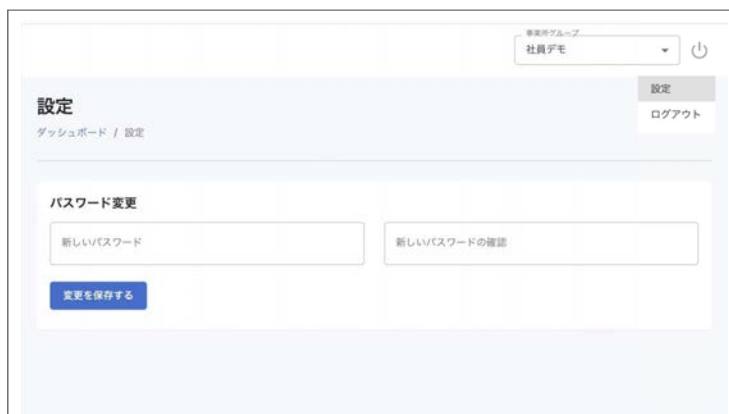 事業所グループ
社員デモ
設定
ログアウト
設定
ダッシュボード / 設定
パスワード変更
新しいパスワード
新しいパスワードの確認
変更を保存する